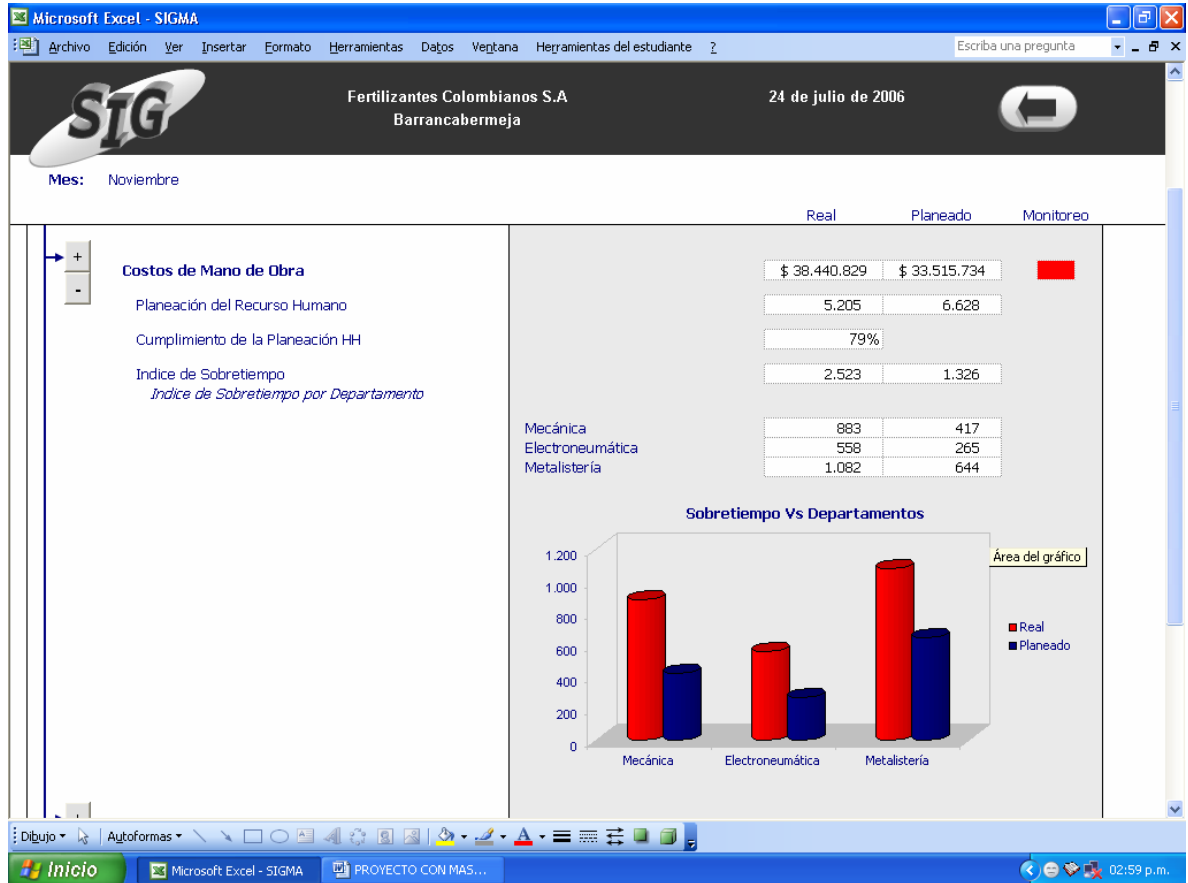 Microsoft Excel - SIGMA
Archivo Edición Ver Insertar Formato Herramientas Datos Ventana Herramientas del estudiante ? Escriba una pregunta
SIG
Fertilizantes Colombianos S.A 24 de julio de 2006
Barrancabermeja
Mes: Noviembre
Real Planeado Monitoreo
+
-
Costos de Mano de Obra $ 38.440.829 $ 33.515.734
Planeación del Recurso Humano 5.205 6.628
Cumplimiento de la Planeación HH 79%
Indice de Sobretiempo 2.523 1.326
Indice de Sobretiempo por Departamento
Mecánica 883 417
Electroneumática 558 265
Metalistería 1.082 644
Sobretiempo Vs Departamentos
Área del gráfico
1.200
1.000
800
600
400
200
0
Real
Planeado
Mecánica Electroneumática Metalistería
+
Dibujo Autoformas
Inicio Microsoft Excel - SIGMA PROYECTO CON MAS... 02:59 p.m.